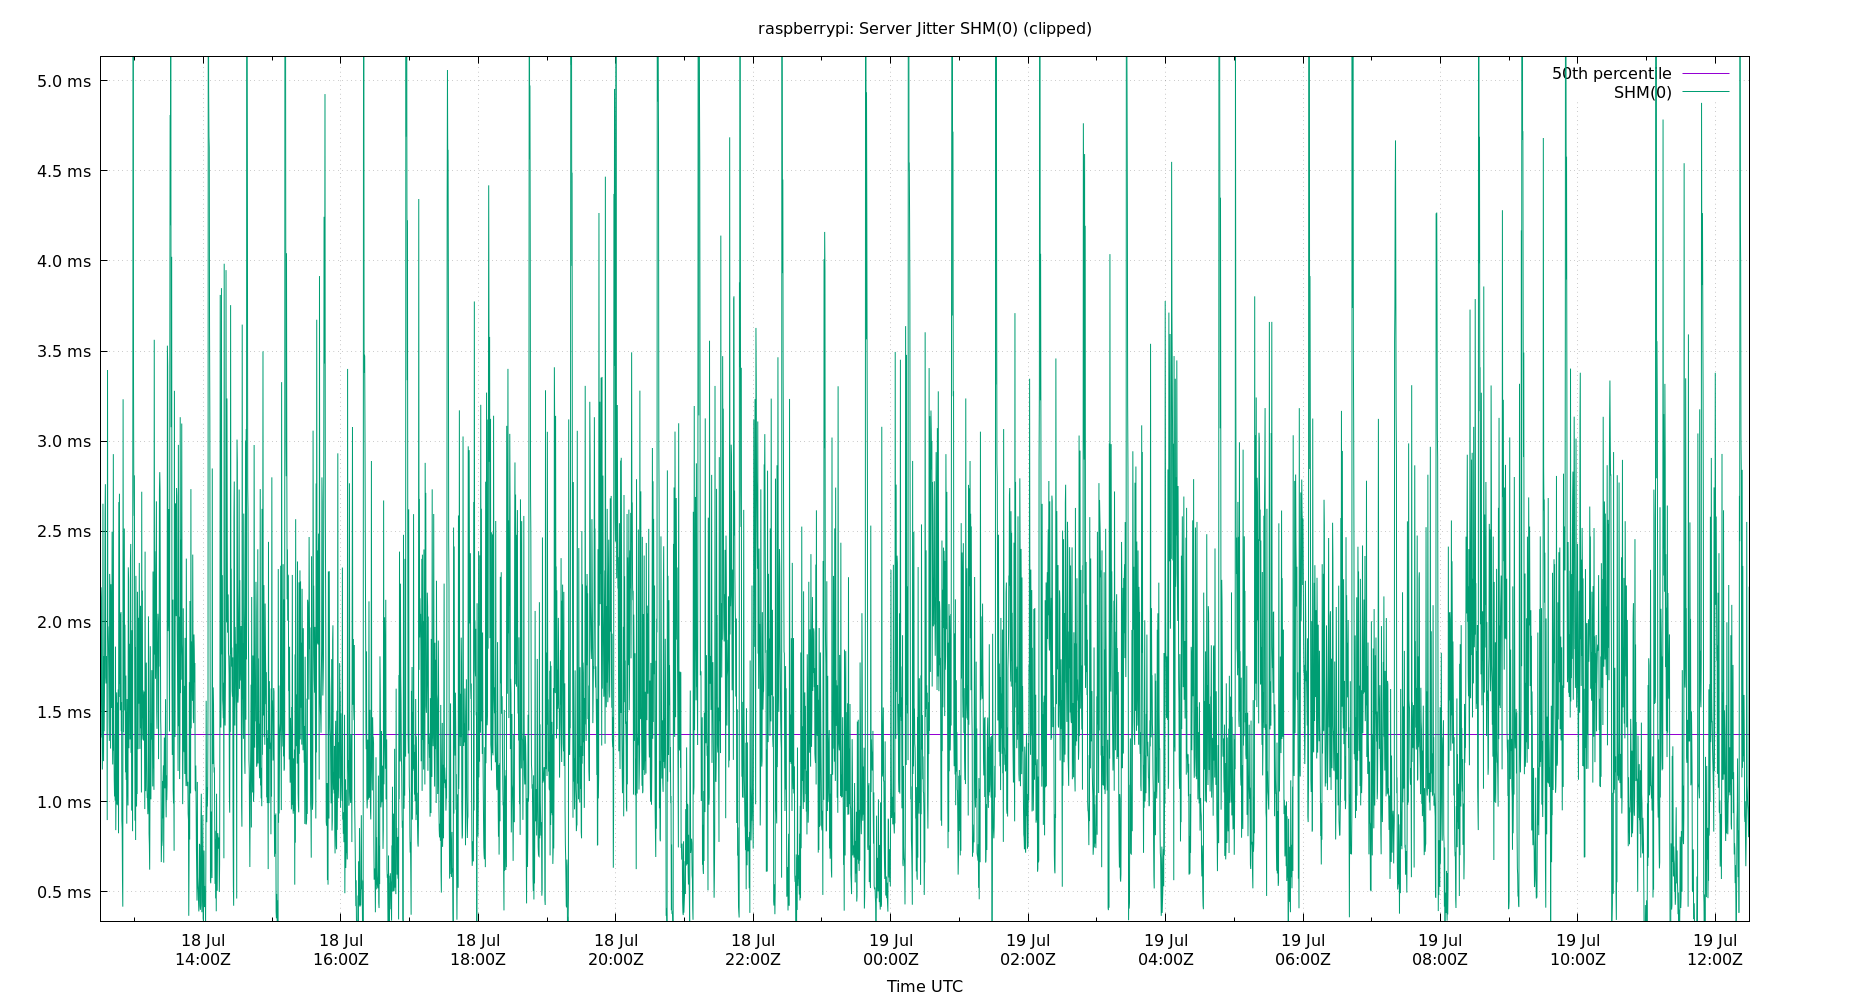 raspberrypi: Server Jitter SHM(0) (clipped)
50th percentile
SHM(0)
5.0 ms
4.5 ms
4.0 ms
3.5 ms
3.0 ms
2.5 ms
2.0 ms
1.5 ms
1.0 ms
0.5 ms
18 Jul 18 Jul 18 Jul 18 Jul 18 Jul 19 Jul 19 Jul 19 Jul 19 Jul 19 Jul 19 Jul 19 Jul
14:00Z 16:00Z 18:00Z 20:00Z 22:00Z 00:00Z 02:00Z 04:00Z 06:00Z 08:00Z 10:00Z 12:00Z
Time UTC